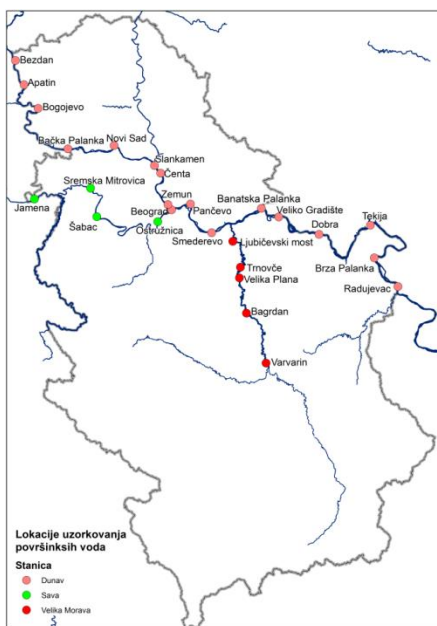 Bezdan
Apatin
Bogojevo
Bačka Palanka
Novi Sad
Slankamen
Čenta
Sremska Mitrovica
Jamena
Šabac
Zemun
Beograd
Pančevo
Ostružnica
Banatska Palanka
Veliko Gradište
Smederevo
Dobra
Tekija
Ljubičevski most
Brza Palanka
Trnovče
Velika Plana
Radujevac
Bagrdan
Varvarin
Lokacije uzorkovanja
površinksih voda
Stanica
Dunav
Sava
Velika Morava